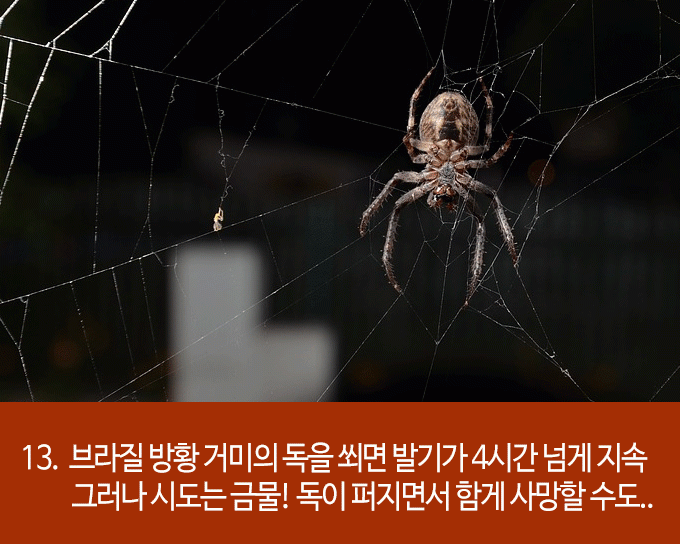 13. 브라질 방황 거미의 독을 쐬면 발기가 4시간 넘게 지속
그러나 시도는 금물! 독이 퍼지면서 함게 사망할 수도..